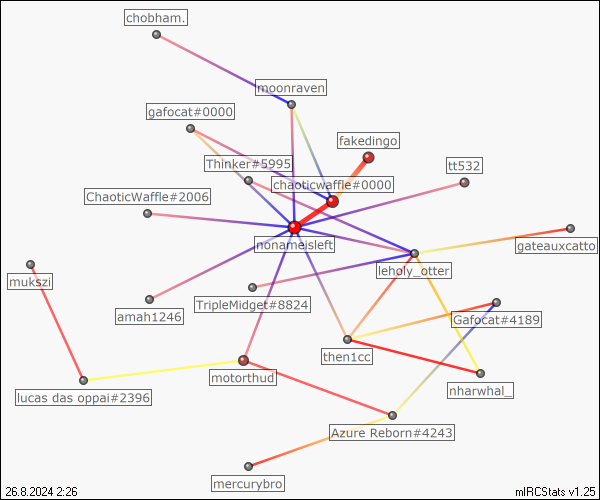 chobham.
moonraven
gafocat#0000
fakedingo
Thinker#5995
tt532
chaoticwaffle#0000
ChaoticWaffle#2006
nonameisleft
gateauxcatto
leholy_otter
mukszi
TripleMidget#8824
amah1246
Gafocat#4189
then1cc
motorthud
nharwhal_
lucas das oppai#2396
Azure Reborn#4243
mercurybro
26.8.2024 2:26
mIRCStats v1.25